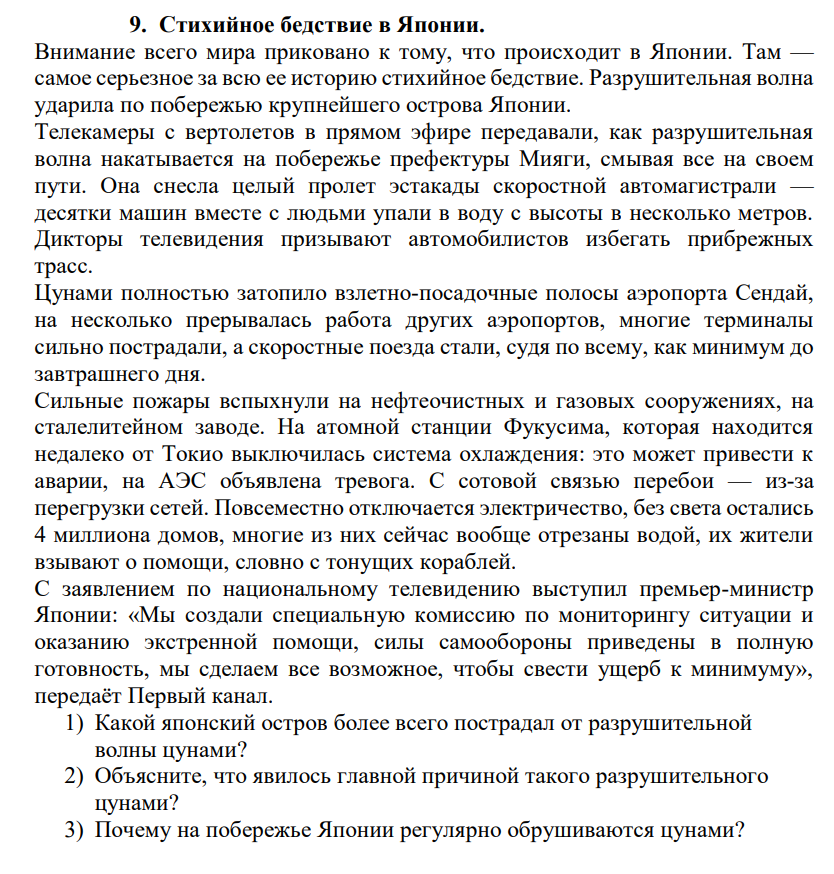 9. Стихийное бедствие в Японии.
Внимание всего мира приковано к тому, что происходит в Японии. Там —
самое серьезное за всю ее историю стихийное бедствие. Разрушительная волна
ударила по побережью крупнейшего острова Японии.
Телекамеры с вертолетов в прямом эфире передавали, как разрушительная
волна накатывается на побережье префектуры Мияги, смывая все на своем
пути. Она снесла целый пролет эстакады скоростной автомагистрали —
десятки машин вместе с людьми упали в воду с высоты в несколько метров.
Дикторы телевидения призывают автомобилистов избегать прибрежных
трасс.
Цунами полностью затопило взлетно-посадочные полосы аэропорта Сендай,
на несколько прерывалась работа других аэропортов, многие терминалы
сильно пострадали, а скоростные поезда стали, судя по всему, как минимум до
завтрашнего дня.
Сильные пожары вспыхнули на нефтеочистных и газовых сооружениях, на
сталелитейном заводе. На атомной станции Фукусима, которая находится
недалеко от Токио выключилась система охлаждения: это может привести к
аварии, на АЭС объявлена тревога. С сотовой связью перебои — из-за
перегрузки сетей. Повсеместно отключается электричество, без света остались
4 миллиона домов, многие из них сейчас вообще отрезаны водой, их жители
взывают о помощи, словно с тонущих кораблей.
С заявлением по национальному телевидению выступил премьер-министр
Японии: «Мы создали специальную комиссию по мониторингу ситуации и
оказанию экстренной помощи, силы самообороны приведены в полную
готовность, мы сделаем все возможное, чтобы свести ущерб к минимуму»,
передаёт Первый канал.
1) Какой японский остров более всего пострадал от разрушительной
волны цунами?
2) Объясните, что явилось главной причиной такого разрушительного
цунами?
3) Почему на побережье Японии регулярно обрушиваются цунами?